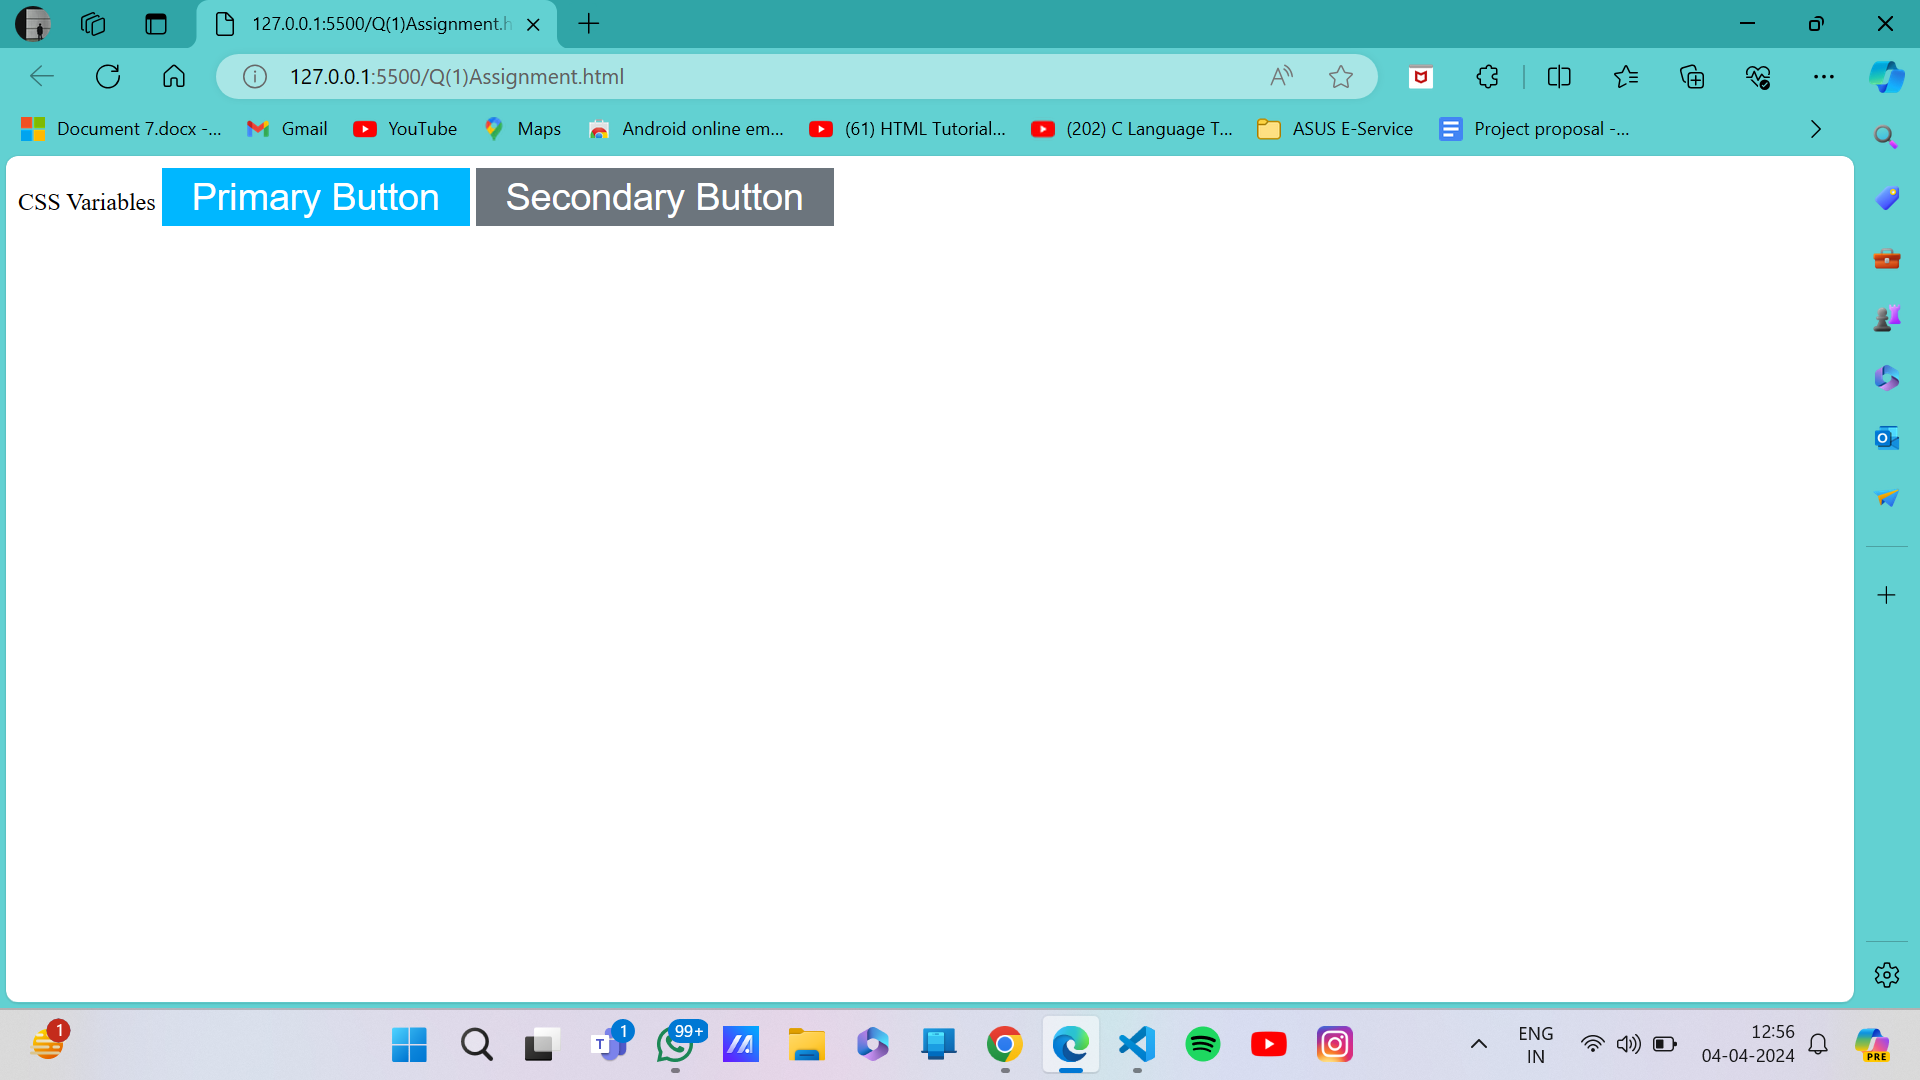 127.0.0.1:5500/Q(1)Assignment.h
127.0.0.1:5500/Q(1)Assignment.html
Document 7.docx -...
Gmail
YouTube
Maps
Android online em...
(61) HTML Tutorial...
(202) C Language T...
ASUS E-Service
Project proposal -...
CSS Variables Primary Button Secondary Button
1
1
99+
ENG
IN
12:56
04-04-2024
PRE